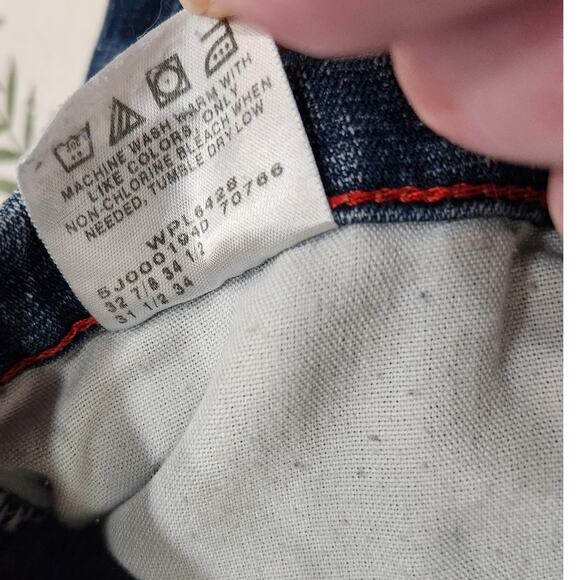 MACHINE WASH WARM WITH
LIKE COLORS, ONLY
NON-CHLORINE BLEACH WHEN
NEEDED, TUMBLE DRY LOW
WPL6428
5J000194D 70766
32 7/8 34 1/2
31 1/2 34